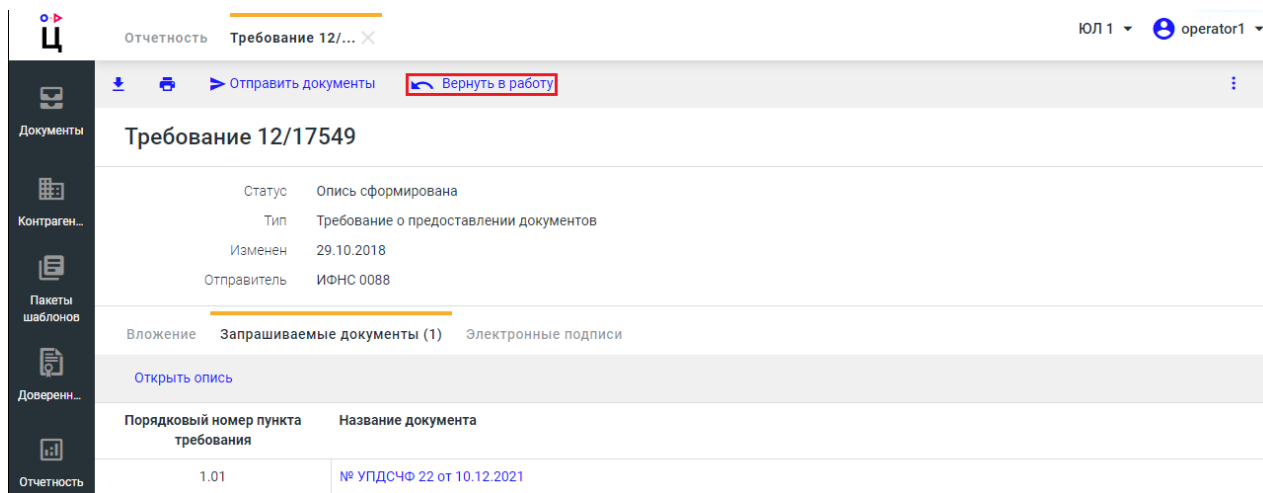 Ц
Отчетность Требование 12/...
ЮЛ 1 operator1
Отправить документы Вернуть в работу
Документы
Требование 12/17549
Статус Опись сформирована
Контраген... Тип Требование о предоставлении документов
Изменен 29.10.2018
Отправитель ИФНС 0088
Пакеты
шаблонов
Вложение Запрашиваемые документы (1) Электронные подписи
Открыть опись
Доверенн...
Порядковый номер пункта Название документа
требования
1.01 № УПДСЧФ 22 от 10.12.2021
Отчетность